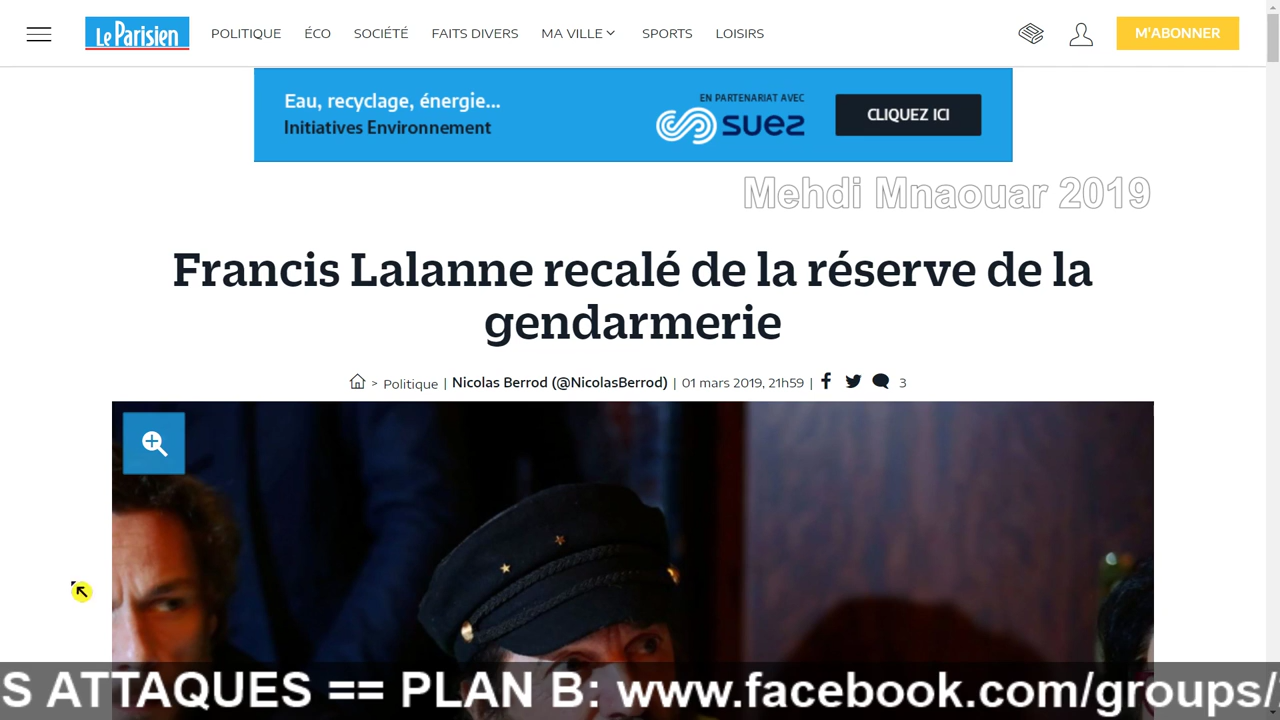 Le Parisien
POLITIQUE ÉCO SOCIÉTÉ FAITS DIVERS MA VILLE SPORTS LOISIRS
M'ABONNER
Eau, recyclage, énergie...
Initiatives Environnement
EN PARTENARIAT AVEC
suez
CLIQUEZ ICI
Mehdi Mnaouar 2019
Francis Lalanne recalé de la réserve de la
gendarmerie
> Politique | Nicolas Berrod (@NicolasBerrod) | 01 mars 2019, 21h59 | 3
S ATTAQUES == PLAN B: www.facebook.com/groups/